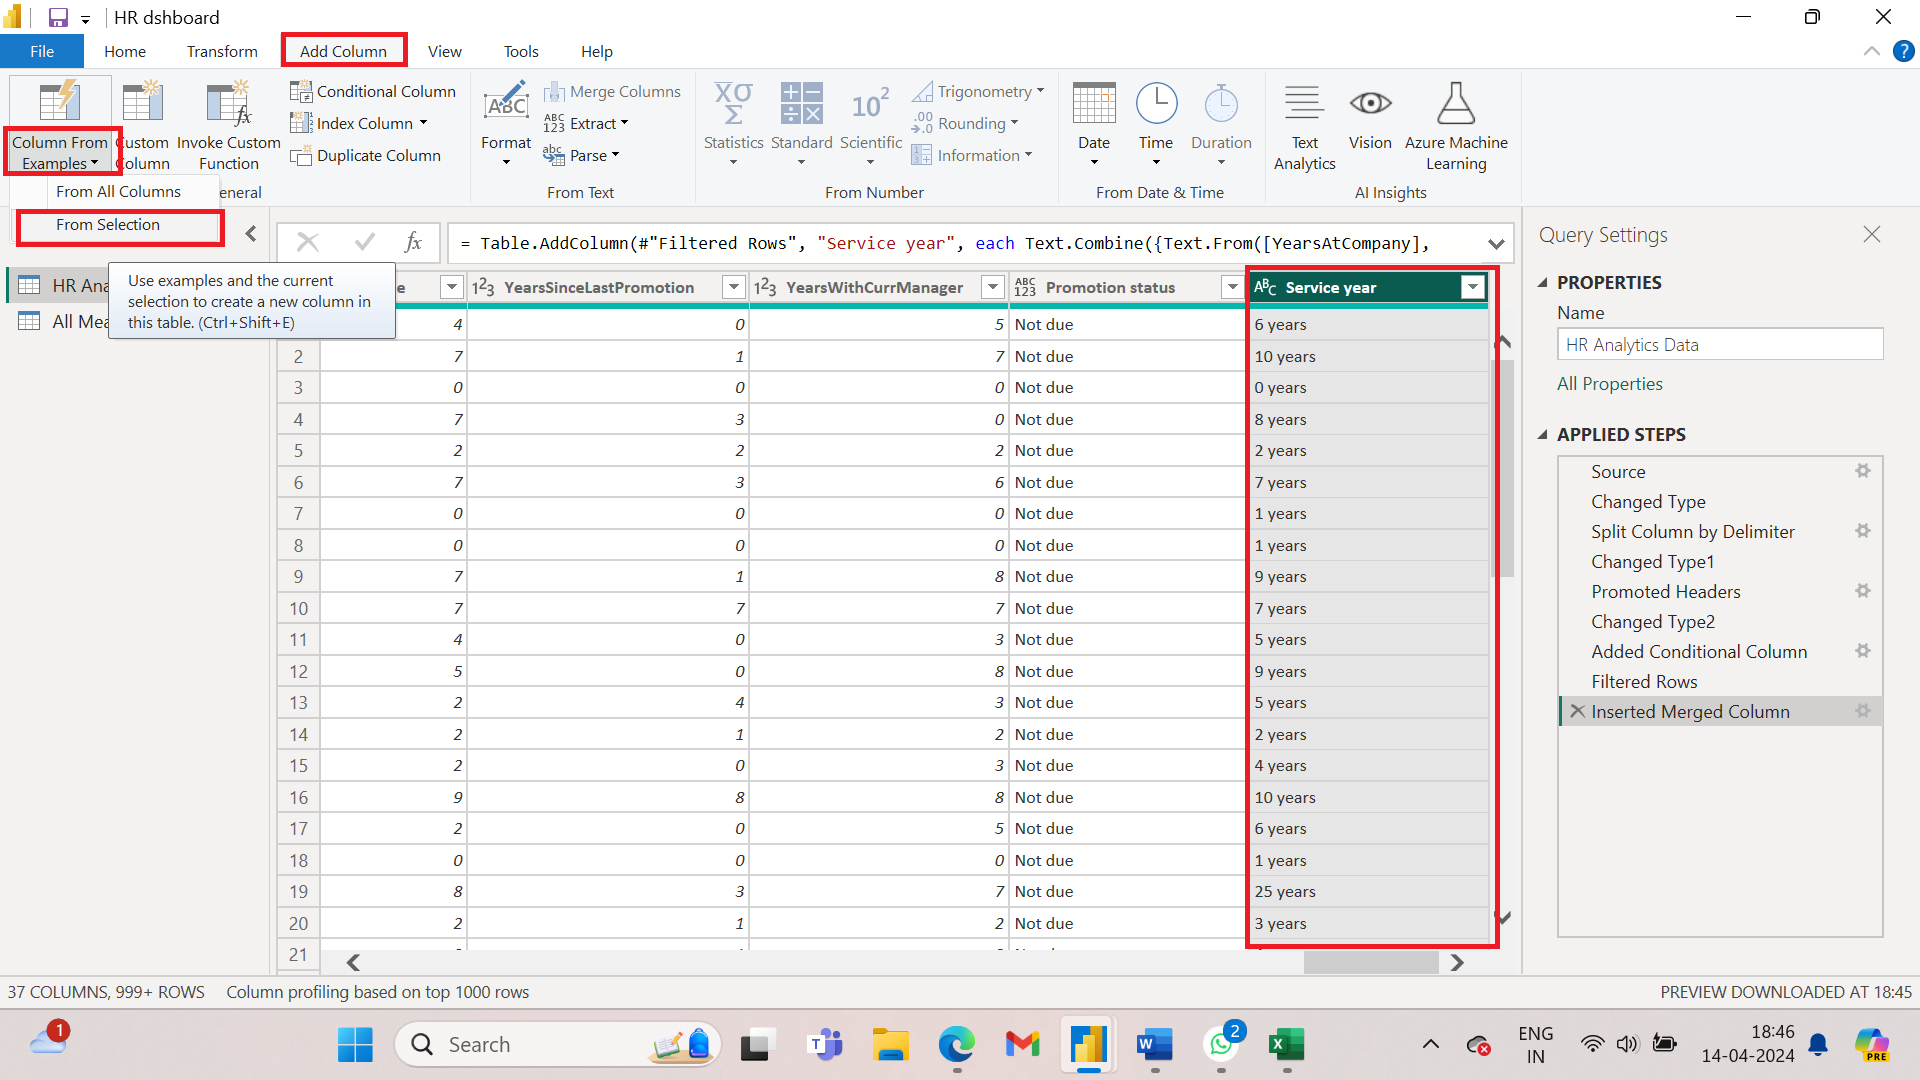 HR dshboard
File Home Transform Add Column View Tools Help
Column From Examples
Custom Column
Invoke Custom Function
Conditional Column
Index Column
Duplicate Column
General
From All Columns
From Selection
Format
Merge Columns
ABC 123 Extract
abc Parse
From Text
Statistics
Standard
10² Scientific
Trigonometry
Rounding
Information
From Number
Date
Time
Duration
From Date & Time
Text Analytics
Vision
Azure Machine Learning
AI Insights
fx = Table.AddColumn(#"Filtered Rows", "Service year", each Text.Combine({Text.From([YearsAtCompany],
Use examples and the current
selection to create a new column in
this table. (Ctrl+Shift+E)
HR Ana
All Mea
e 1²3 YearsSinceLastPromotion 1²3 YearsWithCurrManager ABC 123 Promotion status ABC Service year
4 0 5 Not due 6 years
2 7 1 7 Not due 10 years
3 0 0 0 Not due 0 years
4 7 3 0 Not due 8 years
5 2 2 2 Not due 2 years
6 7 3 6 Not due 7 years
7 0 0 0 Not due 1 years
8 0 0 0 Not due 1 years
9 7 1 8 Not due 9 years
10 7 7 7 Not due 7 years
11 4 0 3 Not due 5 years
12 5 0 8 Not due 9 years
13 2 4 3 Not due 5 years
14 2 1 2 Not due 2 years
15 2 0 3 Not due 4 years
16 9 8 8 Not due 10 years
17 2 0 5 Not due 6 years
18 0 0 0 Not due 1 years
19 8 3 7 Not due 25 years
20 2 1 2 Not due 3 years
21
Query Settings
PROPERTIES
Name
HR Analytics Data
All Properties
APPLIED STEPS
Source
Changed Type
Split Column by Delimiter
Changed Type1
Promoted Headers
Changed Type2
Added Conditional Column
Filtered Rows
Inserted Merged Column
37 COLUMNS, 999+ ROWS Column profiling based on top 1000 rows PREVIEW DOWNLOADED AT 18:45
1
Search
2
ENG
IN
18:46
14-04-2024
PRE